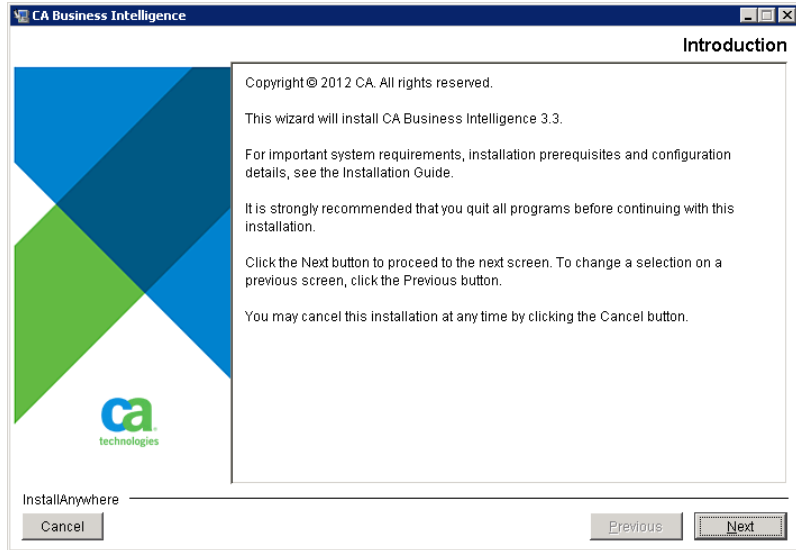 CA Business Intelligence
Introduction
Copyright © 2012 CA. All rights reserved.
This wizard will install CA Business Intelligence 3.3.
For important system requirements, installation prerequisites and configuration
details, see the Installation Guide.
It is strongly recommended that you quit all programs before continuing with this
installation.
Click the Next button to proceed to the next screen. To change a selection on a
previous screen, click the Previous button.
You may cancel this installation at any time by clicking the Cancel button.
ca
technologies
InstallAnywhere
Cancel
Previous
Next